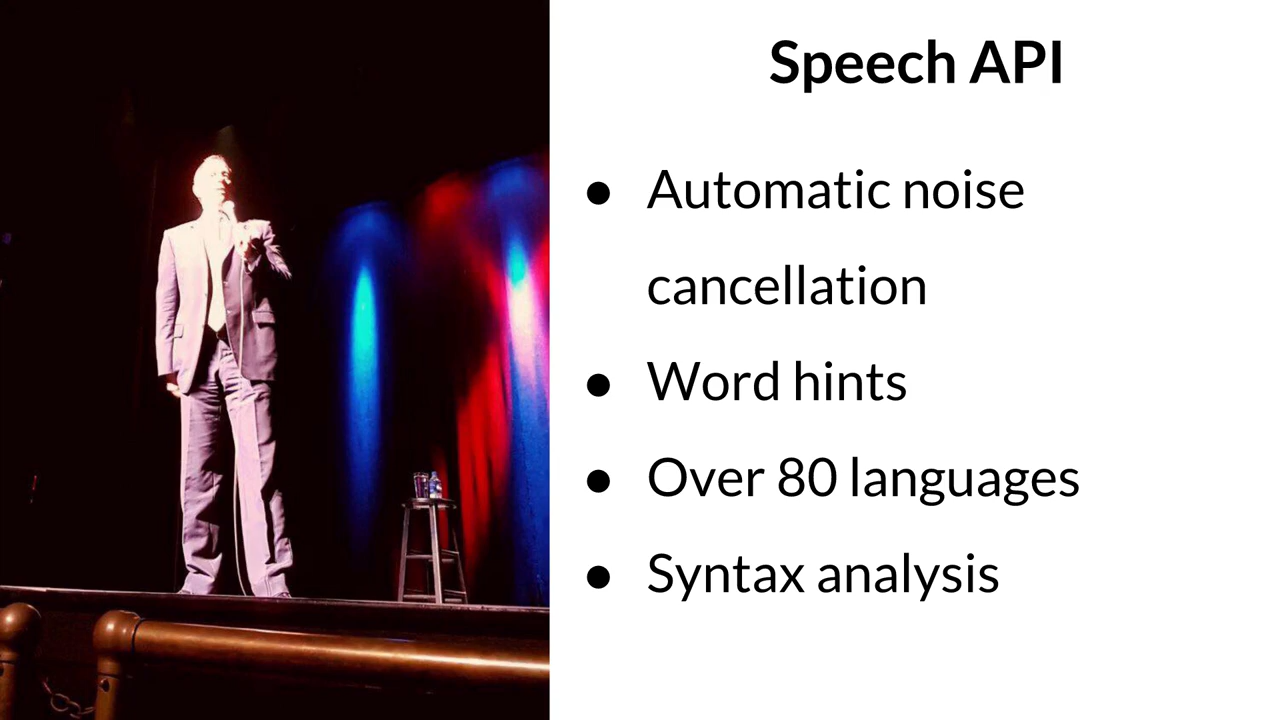 Speech API
● Automatic noise
cancellation
● Word hints
● Over 80 languages
● Syntax analysis